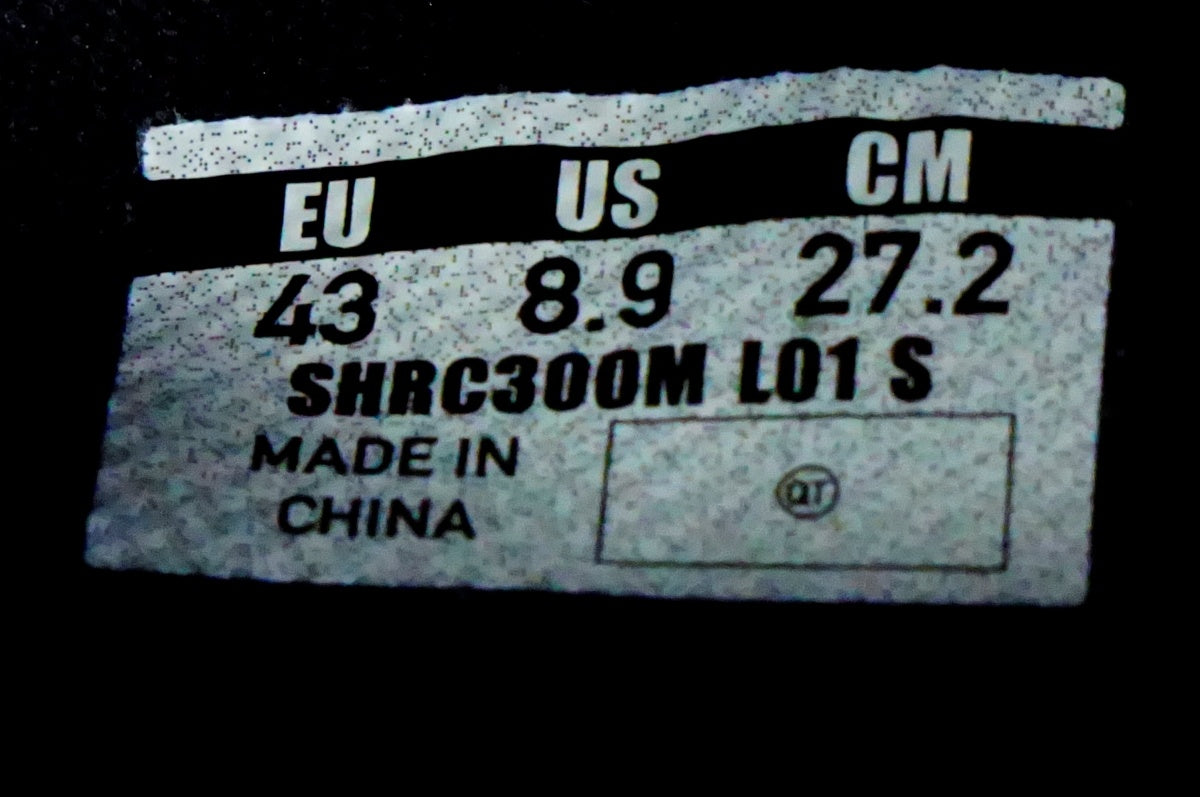 EU US CM
43 8.9 27.2
SHRC300M L01 S
MADE IN
CHINA
QT